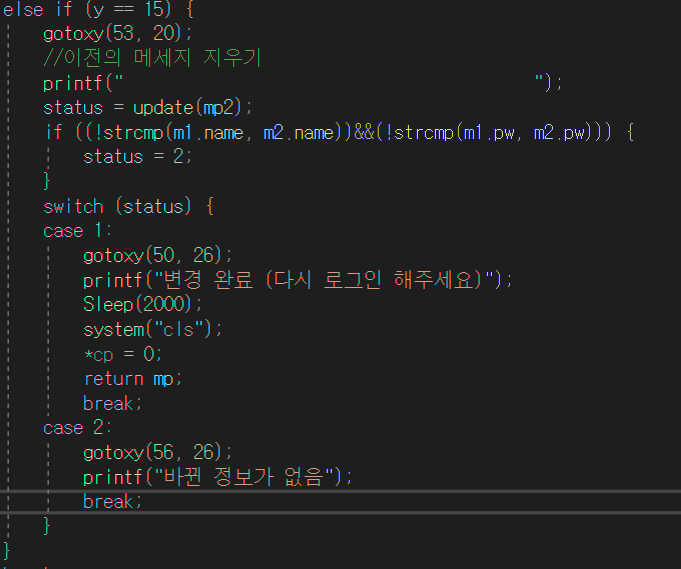 else if (y == 15) {
gotoxy(53, 20);
//이전의 메세지 지우기
printf("                                         ");
status = update(mp2);
if ((!strcmp(m1.name, m2.name))&&(!strcmp(m1.pw, m2.pw))) {
status = 2;
}
switch (status) {
case 1:
gotoxy(50, 26);
printf("변경 완료 (다시 로그인 해주세요)");
Sleep(2000);
system("cls");
*cp = 0;
return mp;
break;
case 2:
gotoxy(56, 26);
printf("바뀐 정보가 없음");
break;
}
}